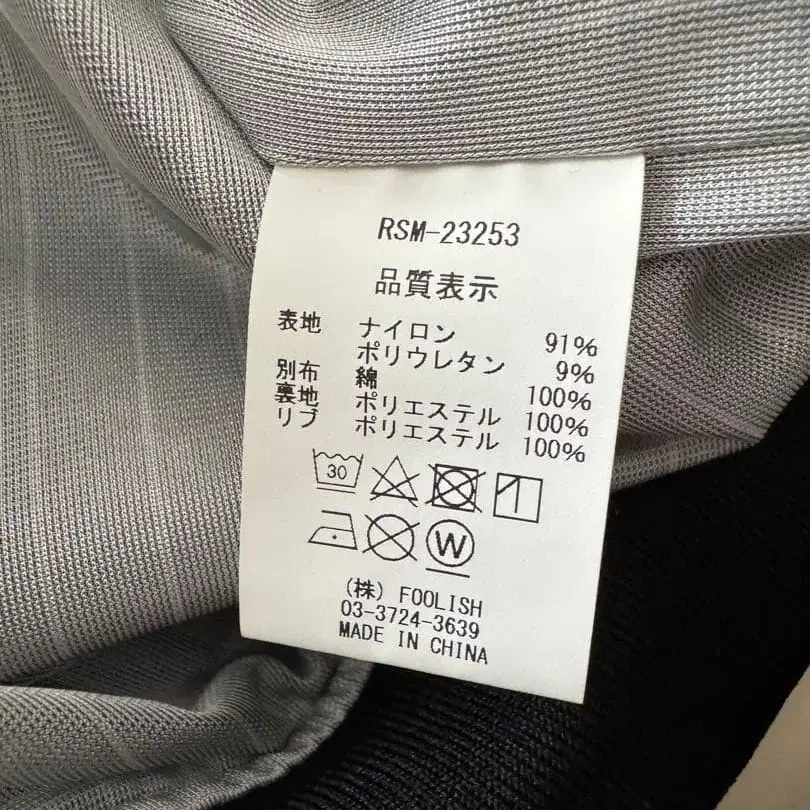 RSM-23253
品質表示
表地 ナイロン 91%
ポリウレタン 9%
別布 綿 100%
裏地 ポリエステル 100%
リブ ポリエステル 100%
30
W
(株) FOOLISH
03-3724-3639
MADE IN CHINA